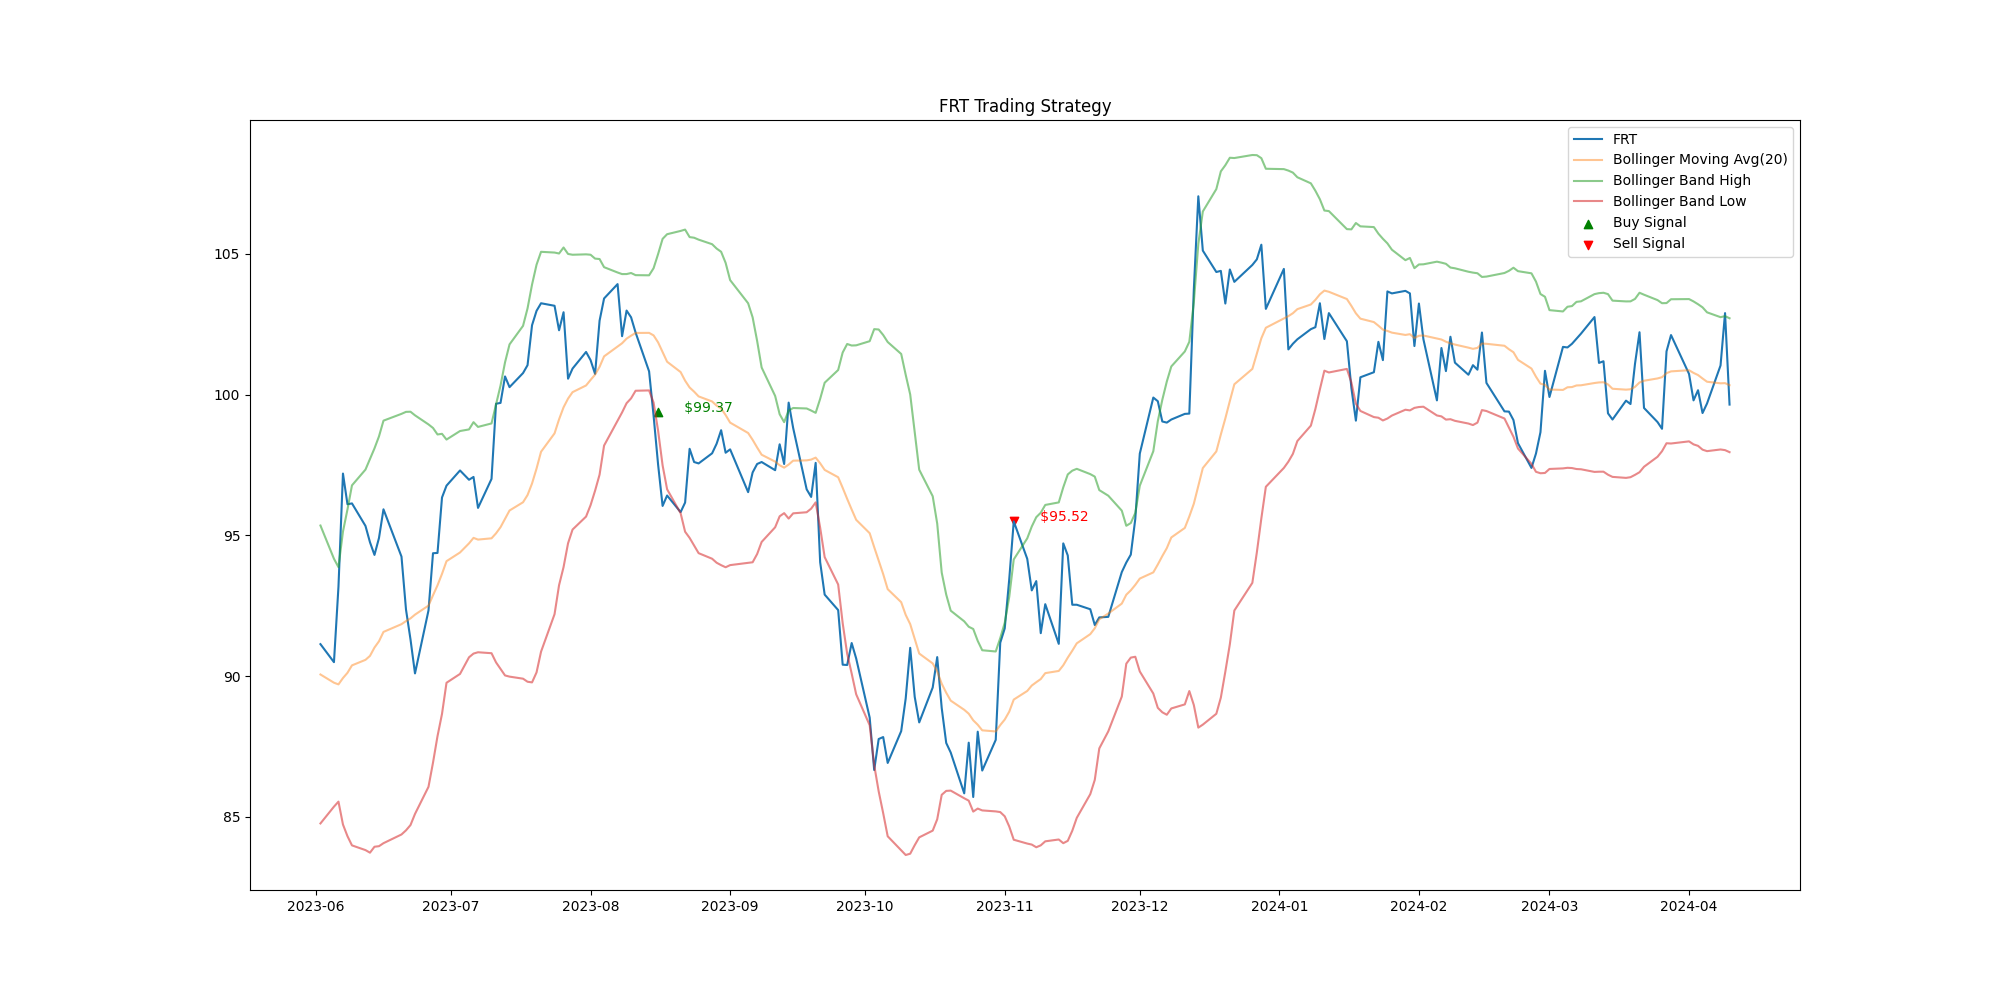 FRT Trading Strategy
FRT
Bollinger Moving Avg(20)
Bollinger Band High
Bollinger Band Low
Buy Signal
Sell Signal
105
100
95
90
85
$99.37
$95.52
2023-06 2023-07 2023-08 2023-09 2023-10 2023-11 2023-12 2024-01 2024-02 2024-03 2024-04